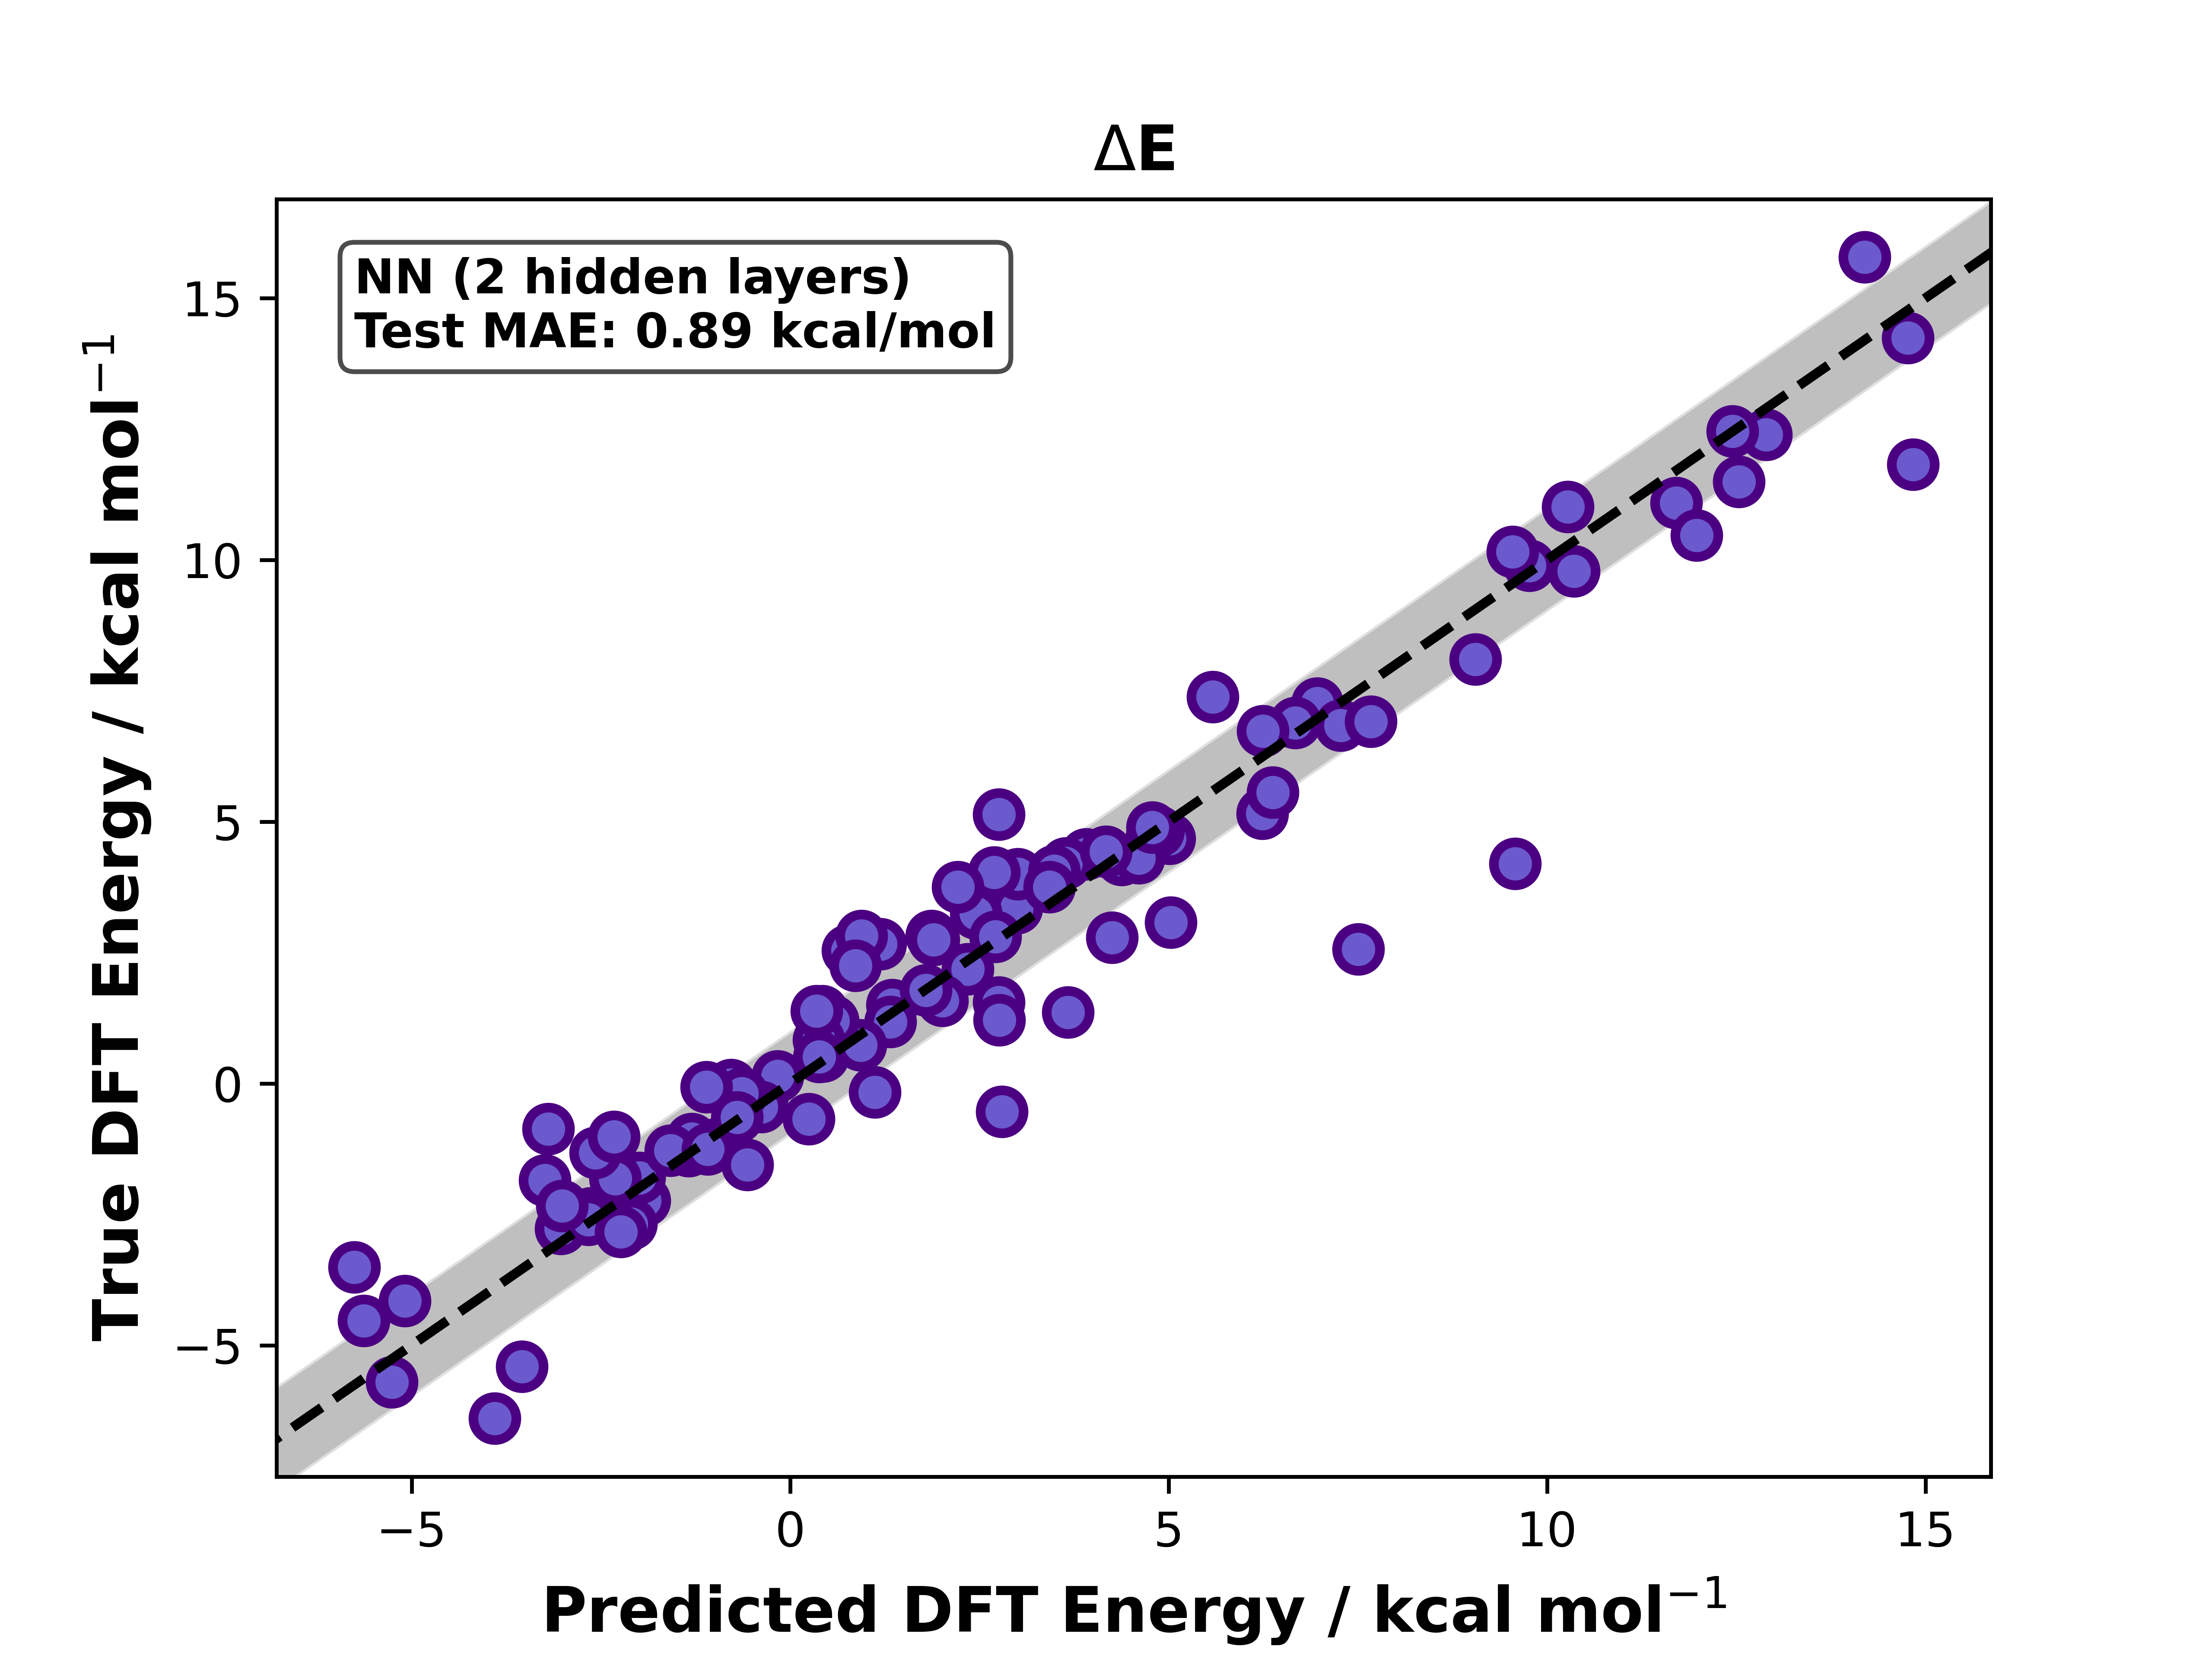 ΔE
NN (2 hidden layers)
Test MAE: 0.89 kcal/mol
True DFT Energy / kcal mol⁻¹
15
10
5
0
−5
−5 0 5 10 15
Predicted DFT Energy / kcal mol⁻¹